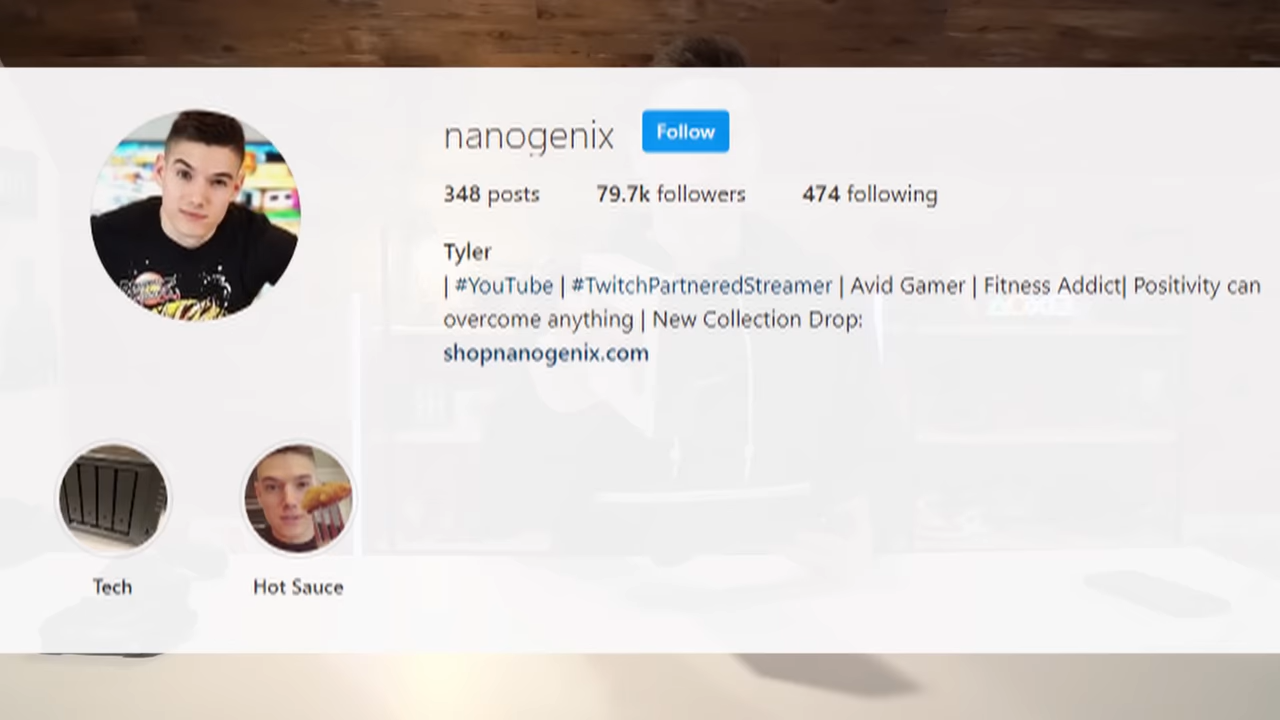 nanogenix Follow
348 posts 79.7k followers 474 following
Tyler
| #YouTube | #TwitchPartneredStreamer | Avid Gamer | Fitness Addict| Positivity can
overcome anything | New Collection Drop:
shopnanogenix.com
Tech Hot Sauce